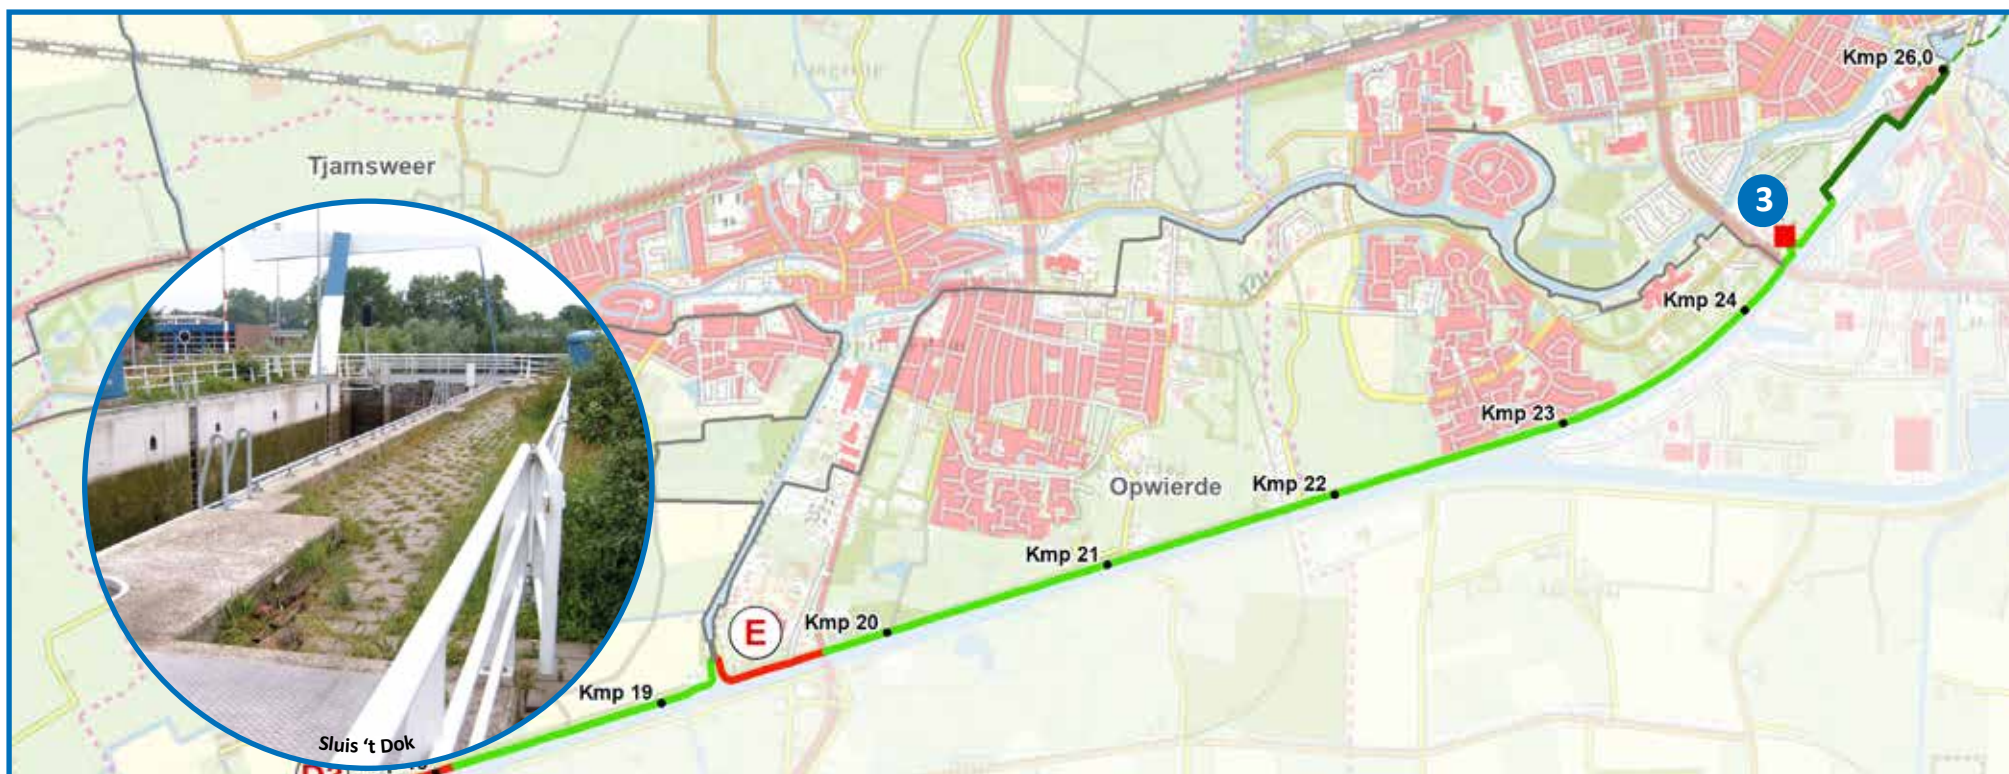 Kmp 26,0
Tjamsweer
3
Kmp 24
Kmp 23
Opwierde
Kmp 22
Kmp 21
Kmp 20
E
Kmp 19
Sluis ‘t Dok